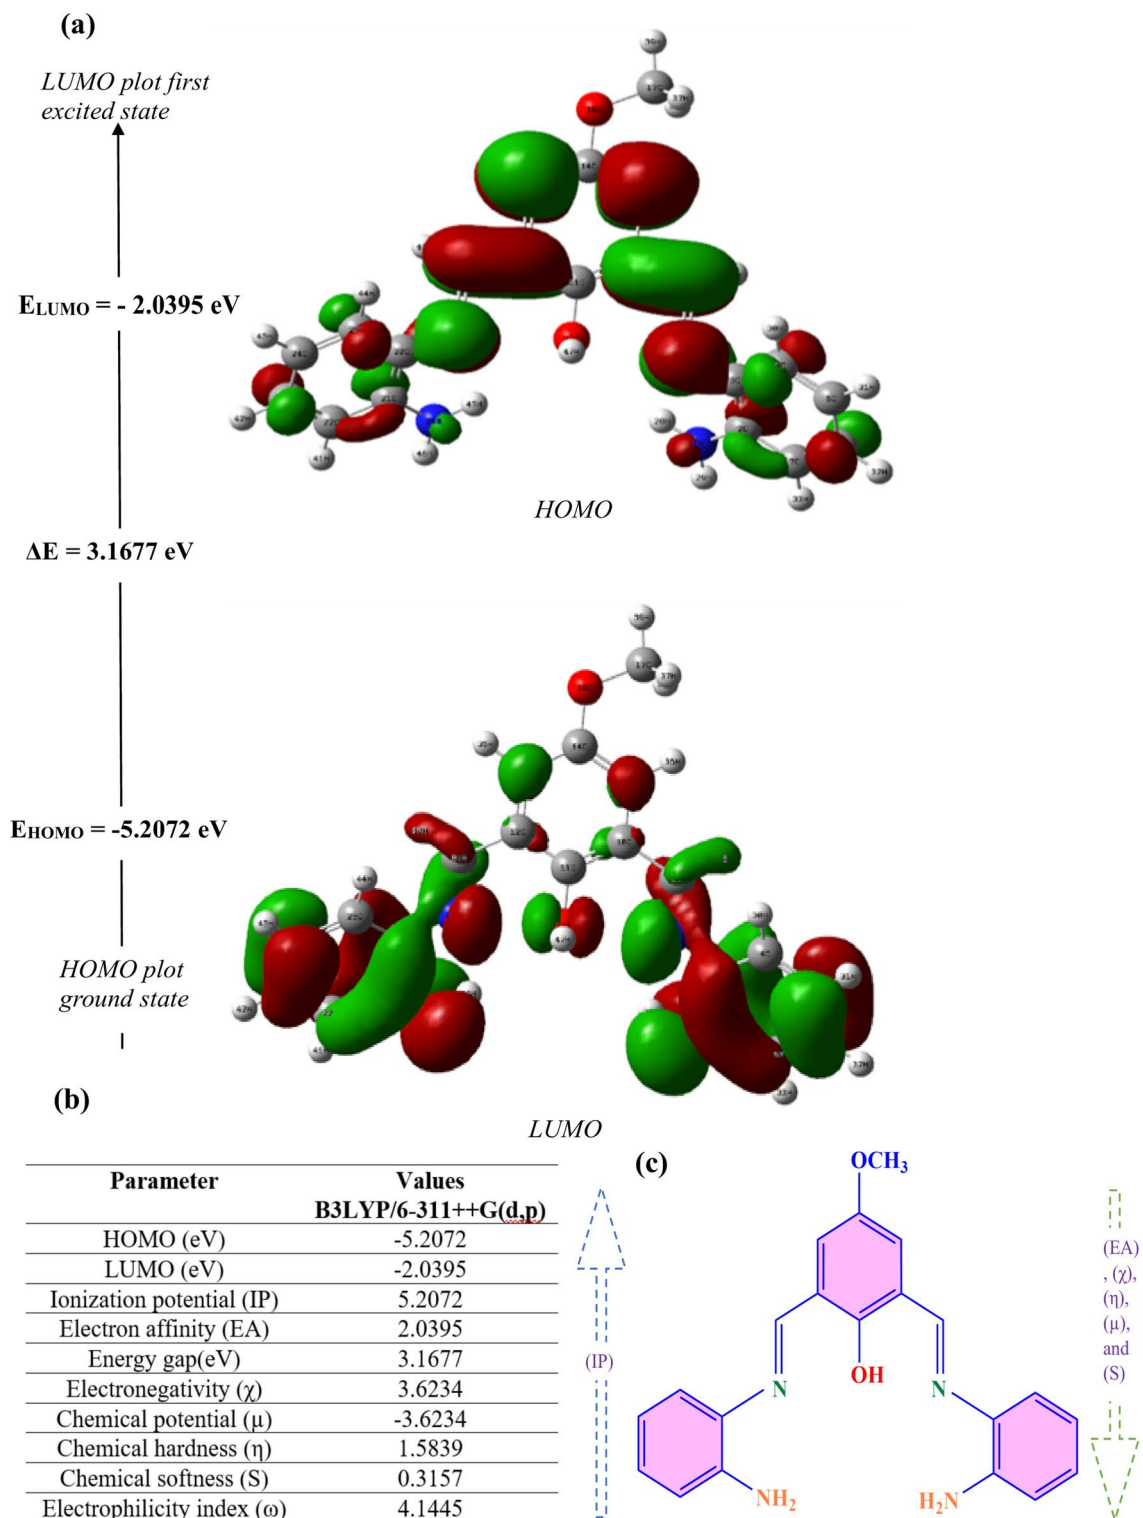 (a)
LUMO plot first
excited state
E_LUMO = - 2.0395 eV
HOMO
ΔE = 3.1677 eV
E_HOMO = -5.2072 eV
HOMO plot
ground state
LUMO
(b)
Parameter Values
B3LYP/6-311++G(d,p)
HOMO (eV) -5.2072
LUMO (eV) -2.0395
Ionization potential (IP) 5.2072
Electron affinity (EA) 2.0395
Energy gap(eV) 3.1677
Electronegativity (χ) 3.6234
Chemical potential (μ) -3.6234
Chemical hardness (η) 1.5839
Chemical softness (S) 0.3157
Electrophilicity index (ω) 4.1445
(IP)
(c)
OCH₃
N
OH
N
NH₂
H₂N
(EA)
, (χ),
(η),
(μ),
and
(S)